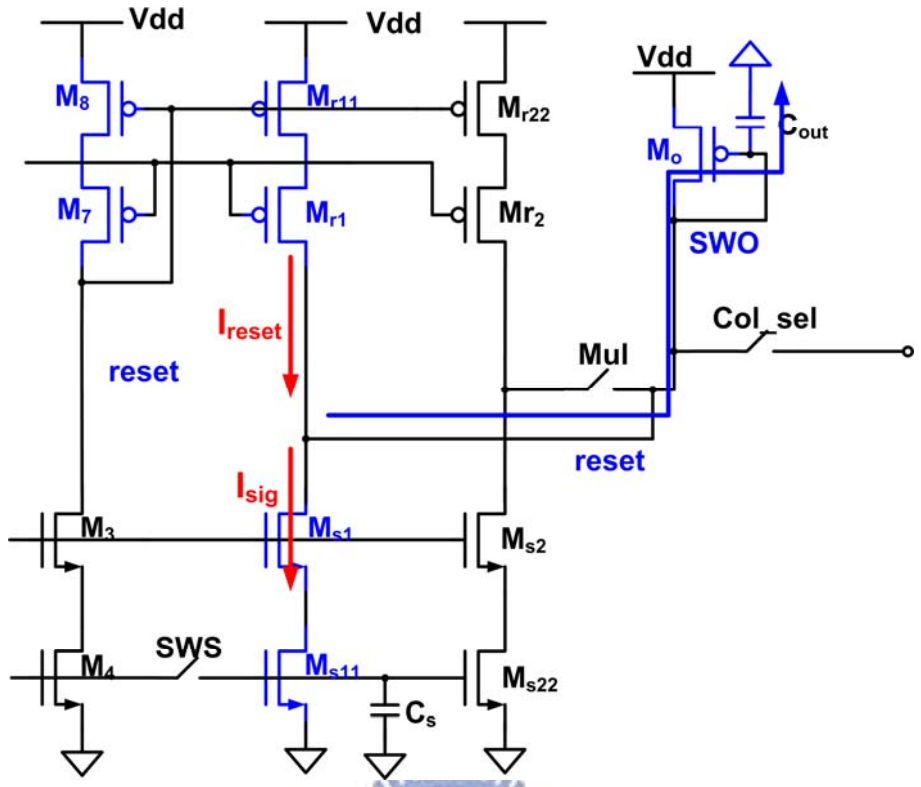 Vdd
Vdd
Vdd
M8
Mr11
Mr22
Cout
Mo
M7
Mr1
Mr2
SWO
Ireset
Col_sel
Mul
reset
reset
Isig
M3
Ms1
Ms2
SWS
M4
Ms11
Ms22
Cs